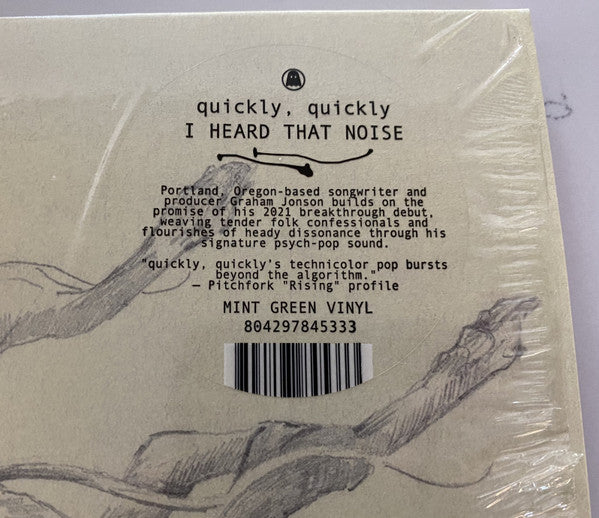 quickly, quickly
I HEARD THAT NOISE
Portland, Oregon-based songwriter and
producer Graham Jonson builds on the
promise of his 2021 breakthrough debut,
weaving tender folk confessionals and
flourishes of heady dissonance through his
signature psych-pop sound.
"quickly, quickly's technicolor pop bursts
beyond the algorithm."
— Pitchfork "Rising" profile
MINT GREEN VINYL
804297845333